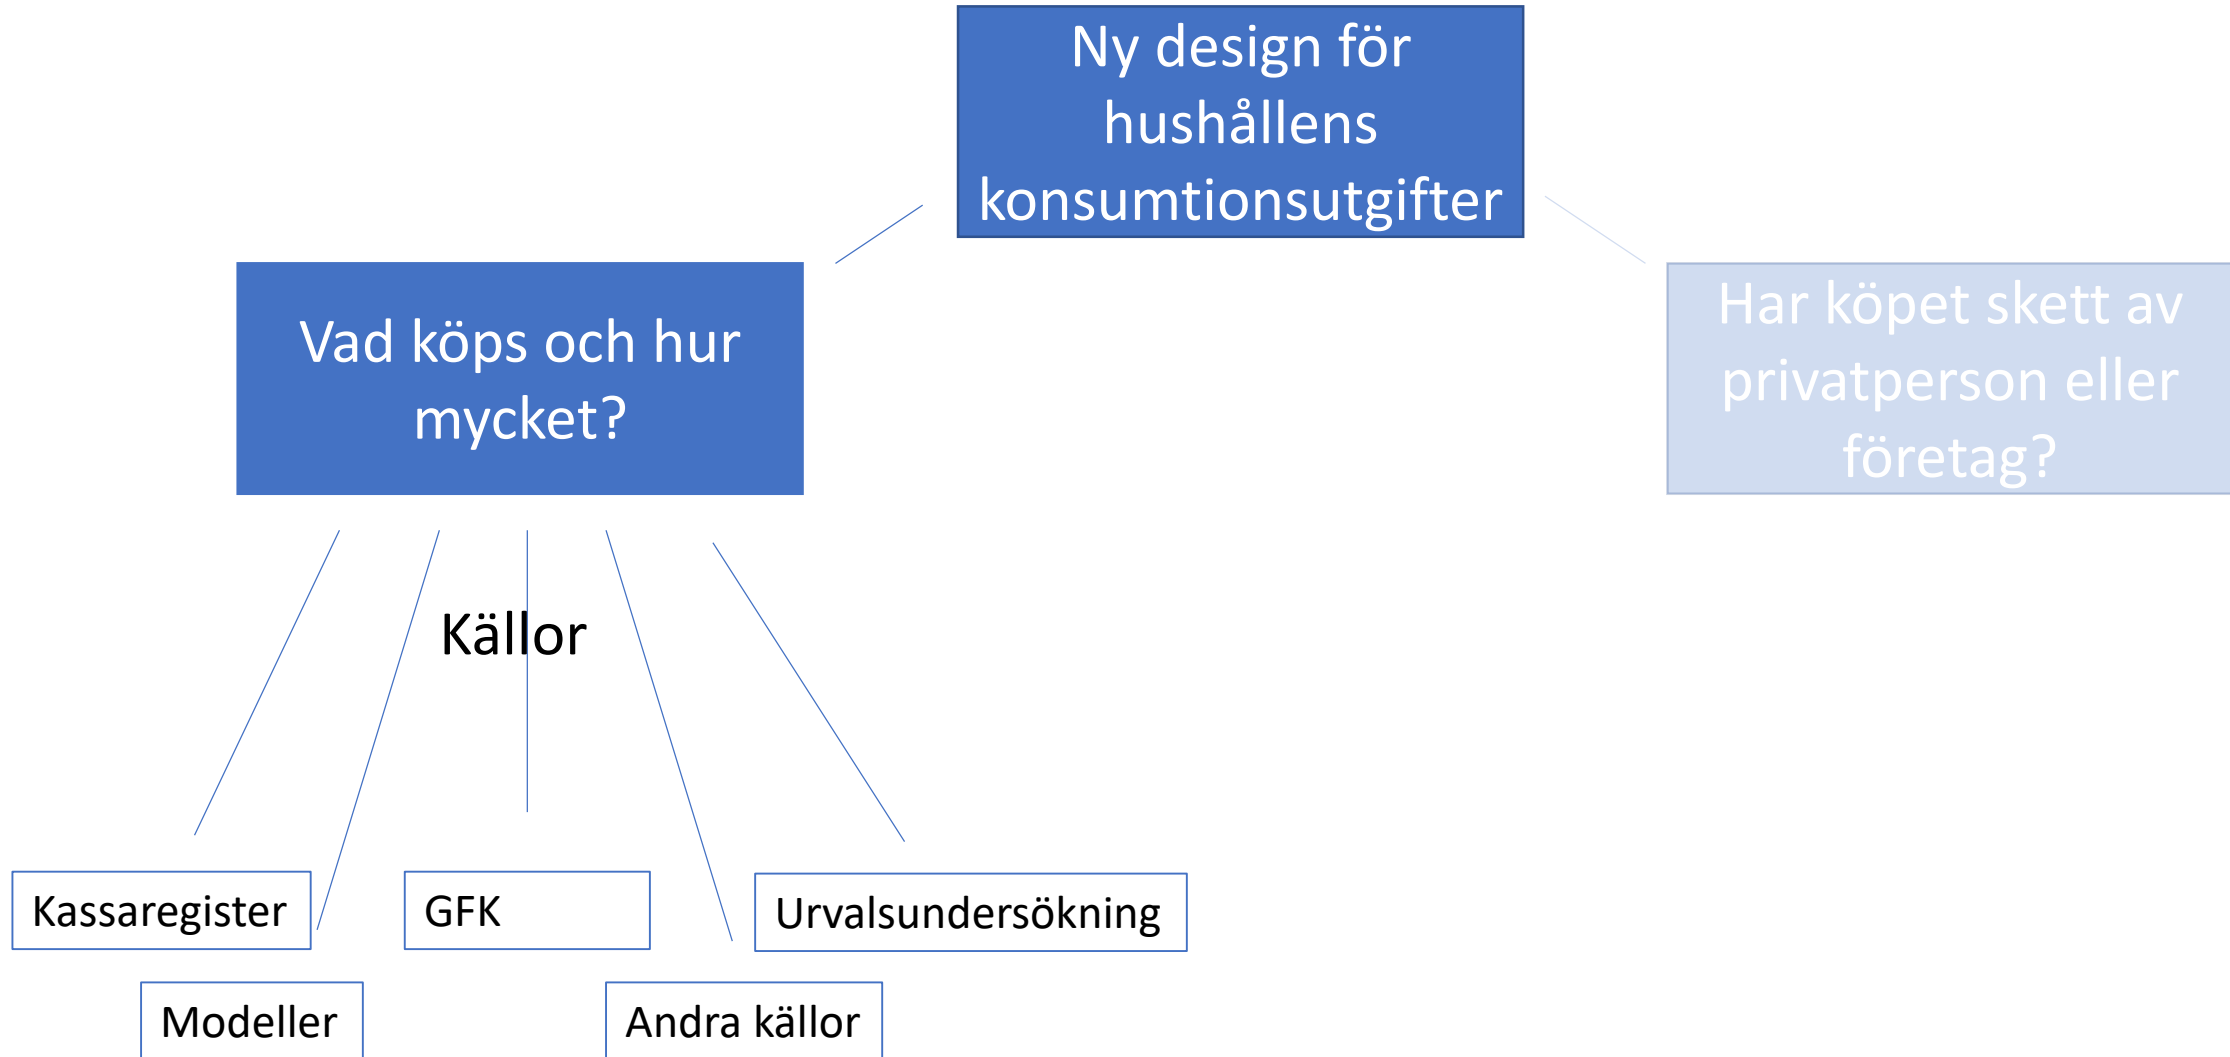 Ny design för
hushållens
konsumtionsutgifter
Vad köps och hur
mycket?
Har köpet skett av
privatperson eller
företag?
Källor
Kassaregister
GFK
Urvalsundersökning
Modeller
Andra källor